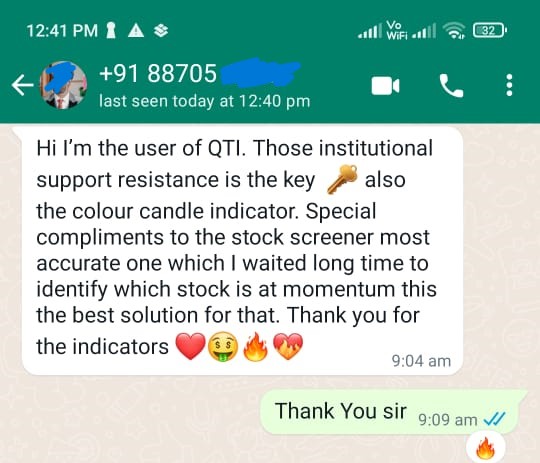 12:41 PM
Vo
WiFi
32
+91 88705
last seen today at 12:40 pm
Hi I'm the user of QTI. Those institutional
support resistance is the key 🔑 also
the colour candle indicator. Special
compliments to the stock screener most
accurate one which I waited long time to
identify which stock is at momentum this
the best solution for that. Thank you for
the indicators ❤️🤑🔥❤️‍🔥
9:04 am
Thank You sir 9:09 am
🔥